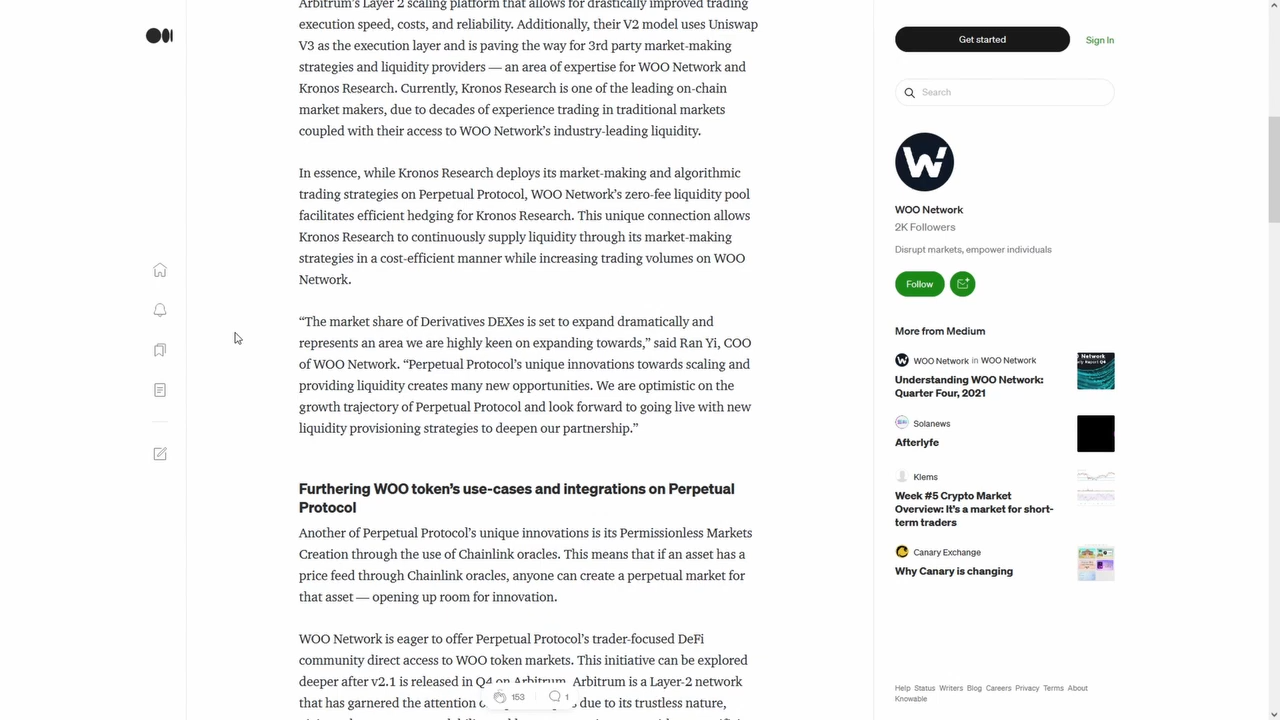 Arbitrum's Layer 2 scaling platform that allows for drastically improved trading
execution speed, costs, and reliability. Additionally, their V2 model uses Uniswap
V3 as the execution layer and is paving the way for 3rd party market-making
strategies and liquidity providers — an area of expertise for WOO Network and
Kronos Research. Currently, Kronos Research is one of the leading on-chain
market makers, due to decades of experience trading in traditional markets
coupled with their access to WOO Network's industry-leading liquidity.
In essence, while Kronos Research deploys its market-making and algorithmic
trading strategies on Perpetual Protocol, WOO Network's zero-fee liquidity pool
facilitates efficient hedging for Kronos Research. This unique connection allows
Kronos Research to continuously supply liquidity through its market-making
strategies in a cost-efficient manner while increasing trading volumes on WOO
Network.
“The market share of Derivatives DEXes is set to expand dramatically and
represents an area we are highly keen on expanding towards,” said Ran Yi, COO
of WOO Network. “Perpetual Protocol's unique innovations towards scaling and
providing liquidity creates many new opportunities. We are optimistic on the
growth trajectory of Perpetual Protocol and look forward to going live with new
liquidity provisioning strategies to deepen our partnership.”
Furthering WOO token's use-cases and integrations on Perpetual
Protocol
Another of Perpetual Protocol's unique innovations is its Permissionless Markets
Creation through the use of Chainlink oracles. This means that if an asset has a
price feed through Chainlink oracles, anyone can create a perpetual market for
that asset — opening up room for innovation.
WOO Network is eager to offer Perpetual Protocol's trader-focused DeFi
community direct access to WOO token markets. This initiative can be explored
deeper after v2.1 is released in Q4 on Arbitrum. Arbitrum is a Layer-2 network
that has garnered the attention due to its trustless nature,
153
1
Get started
Sign In
Search
WOO Network
2K Followers
Disrupt markets, empower individuals
Follow
More from Medium
WOO Network in WOO Network
Understanding WOO Network:
Quarter Four, 2021
Solanews
Afterlyfe
Klems
Week #5 Crypto Market
Overview: It's a market for short-
term traders
Canary Exchange
Why Canary is changing
Help Status Writers Blog Careers Privacy Terms About
Knowable